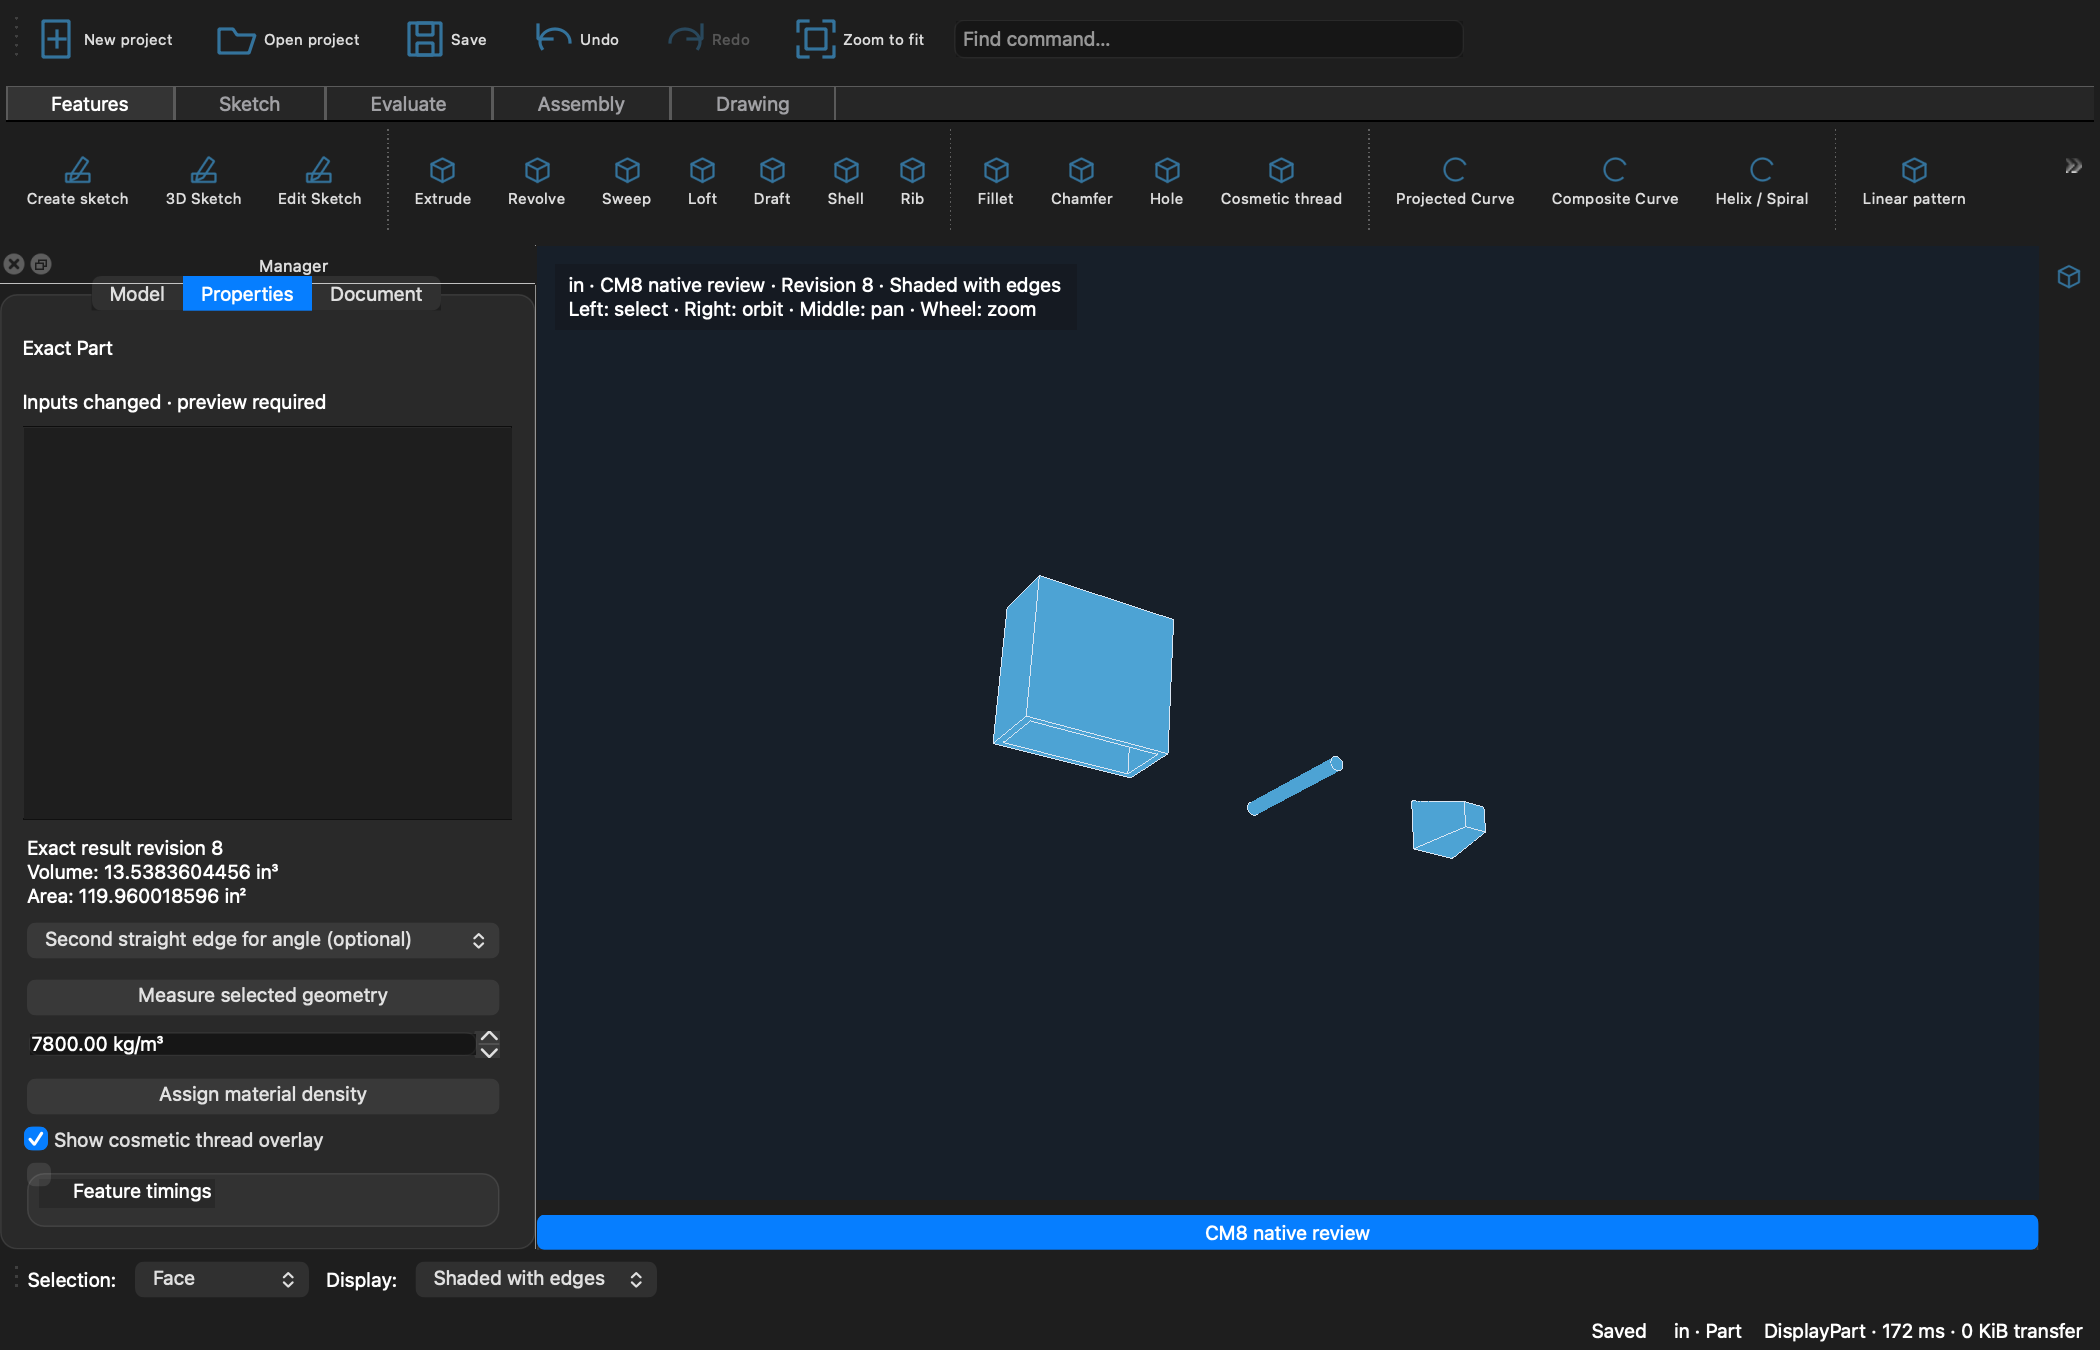 New project
Open project
Save
Undo
Redo
Zoom to fit
Find command...
Features
Sketch
Evaluate
Assembly
Drawing
Create sketch
3D Sketch
Edit Sketch
Extrude
Revolve
Sweep
Loft
Draft
Shell
Rib
Fillet
Chamfer
Hole
Cosmetic thread
Projected Curve
Composite Curve
Helix / Spiral
Linear pattern
Manager
Model
Properties
Document
Exact Part
Inputs changed · preview required
Exact result revision 8
Volume: 13.5383604456 in³
Area: 119.960018596 in²
Second straight edge for angle (optional)
Measure selected geometry
7800.00 kg/m³
Assign material density
Show cosmetic thread overlay
Feature timings
in · CM8 native review · Revision 8 · Shaded with edges
Left: select · Right: orbit · Middle: pan · Wheel: zoom
CM8 native review
Selection:
Face
Display:
Shaded with edges
Saved
in · Part
DisplayPart · 172 ms · 0 KiB transfer